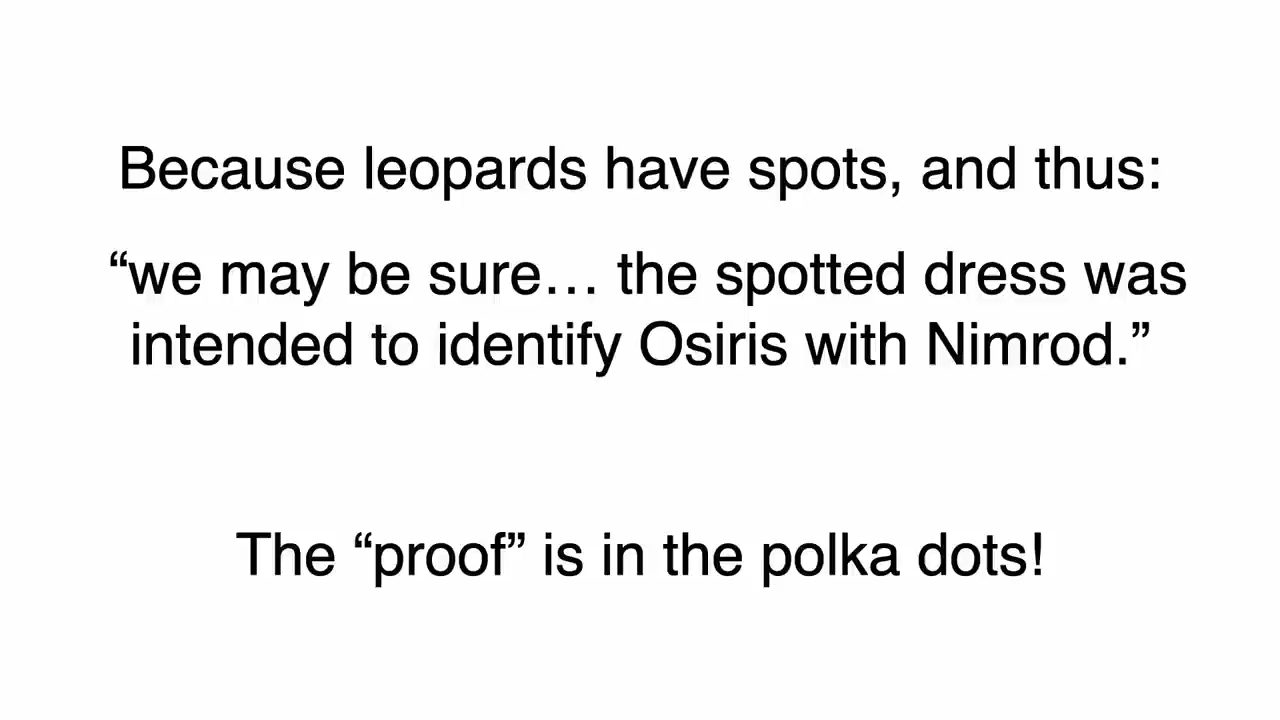 Because leopards have spots, and thus:
“we may be sure… the spotted dress was
intended to identify Osiris with Nimrod.”
The “proof” is in the polka dots!